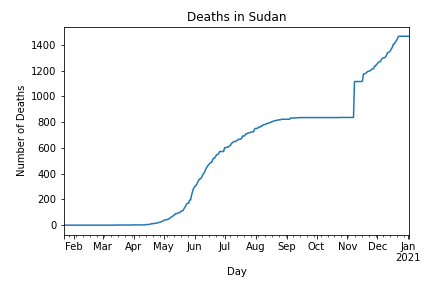 Deaths in Sudan
Number of Deaths
1400
1200
1000
800
600
400
200
0
Feb Mar Apr May Jun Jul Aug Sep Oct Nov Dec Jan
2021
Day